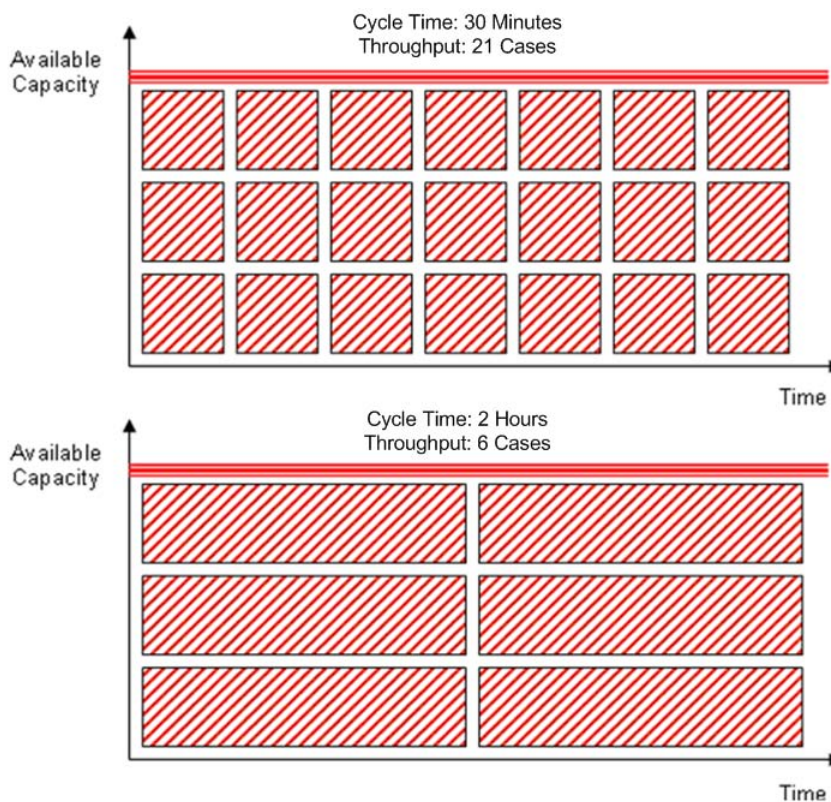 Cycle Time: 30 Minutes
Throughput: 21 Cases
Available
Capacity
Time
Cycle Time: 2 Hours
Throughput: 6 Cases
Available
Capacity
Time